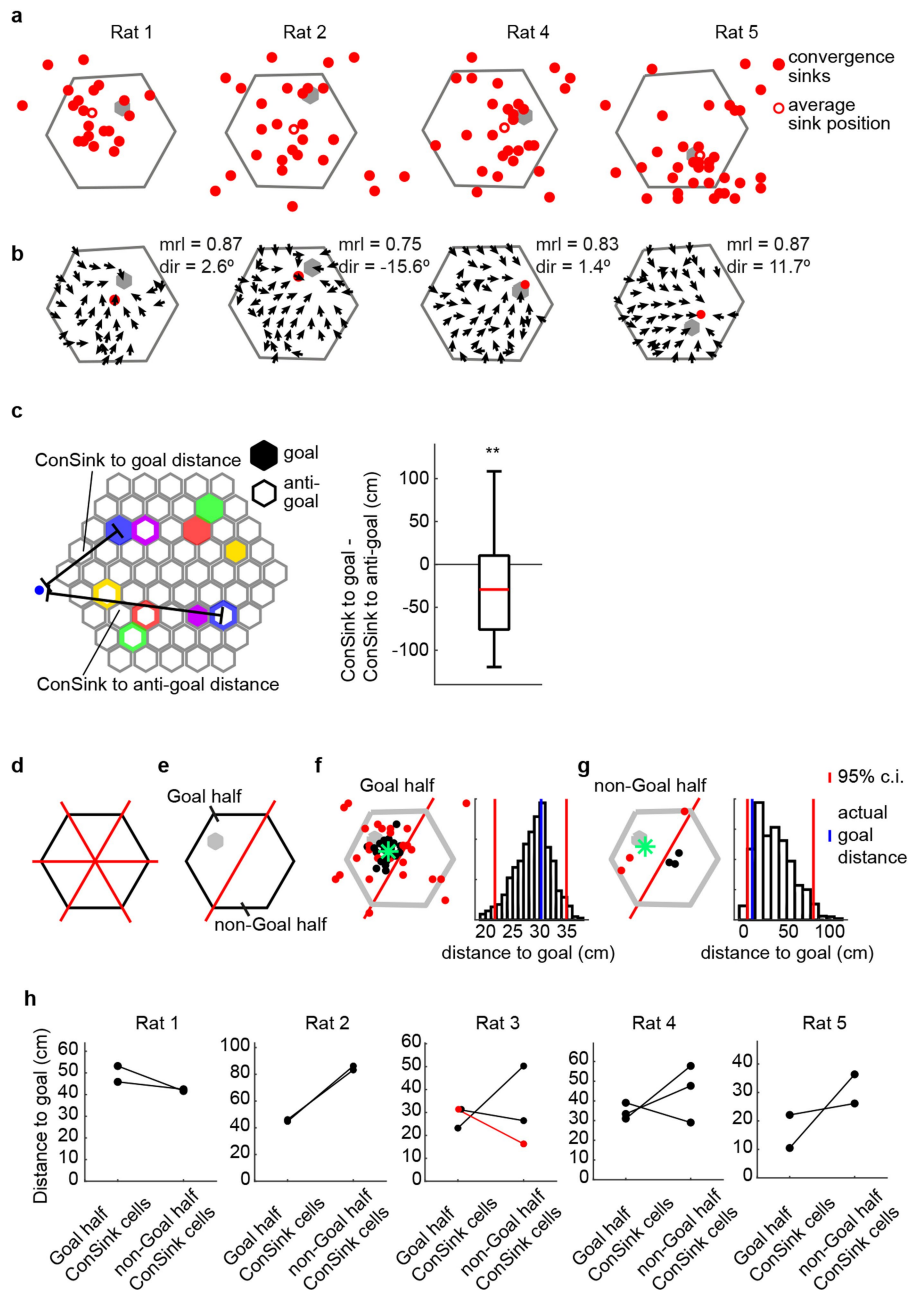 a
Rat 1
Rat 2
Rat 4
Rat 5
convergence
sinks
average
sink position
b
mrl = 0.87
dir = 2.6º
mrl = 0.75
dir = -15.6º
mrl = 0.83
dir = 1.4º
mrl = 0.87
dir = 11.7º
c
ConSink to goal distance
goal
anti-
goal
ConSink to anti-goal distance
ConSink to goal -
ConSink to anti-goal (cm)
**
100
50
0
-50
-100
d
e
Goal half
non-Goal half
f
Goal half
20 25 30 35
distance to goal (cm)
g
non-Goal half
0 50 100
distance to goal (cm)
95% c.i.
actual
goal
distance
h
Distance to goal (cm)
Rat 1
60
50
40
30
20
10
0
Goal half
ConSink cells
non-Goal half
ConSink cells
Rat 2
100
80
60
40
20
0
Goal half
ConSink cells
non-Goal half
ConSink cells
Rat 3
60
50
40
30
20
10
0
Goal half
ConSink cells
non-Goal half
ConSink cells
Rat 4
60
50
40
30
20
10
0
Goal half
ConSink cells
non-Goal half
ConSink cells
Rat 5
40
30
20
10
0
Goal half
ConSink cells
non-Goal half
ConSink cells